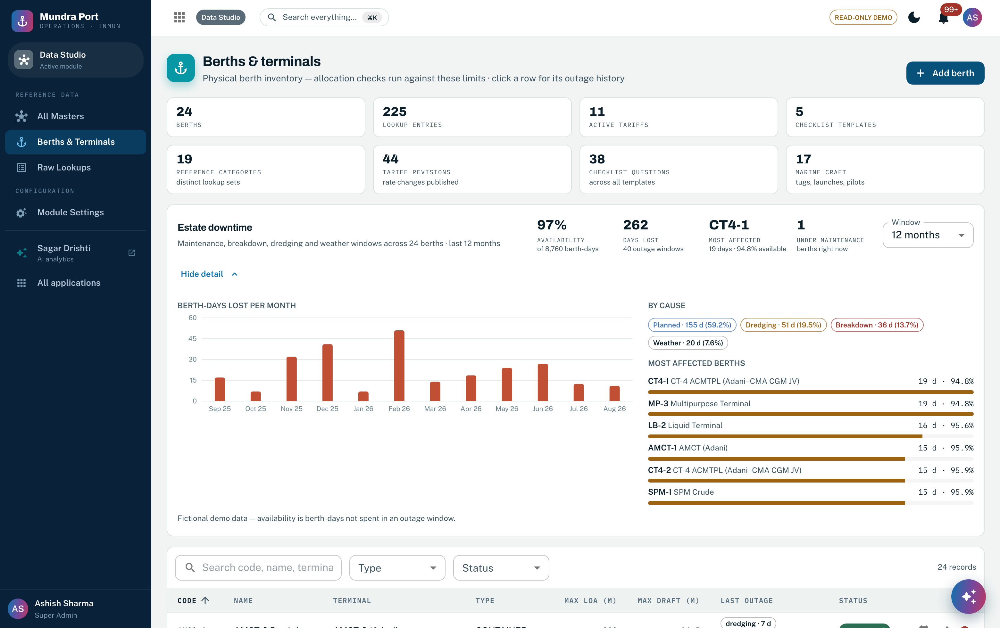 Mundra Port
OPERATIONS · INMUN
Data Studio
Active module
REFERENCE DATA
All Masters
Berths & Terminals
Raw Lookups
CONFIGURATION
Module Settings
Sagar Drishti
AI analytics
All applications
AS
Ashish Sharma
Super Admin
Data Studio
Search everything...
⌘K
READ-ONLY DEMO
99+
AS
Berths & terminals
Physical berth inventory — allocation checks run against these limits · click a row for its outage history
Add berth
24
BERTHS
225
LOOKUP ENTRIES
11
ACTIVE TARIFFS
5
CHECKLIST TEMPLATES
19
REFERENCE CATEGORIES
distinct lookup sets
44
TARIFF REVISIONS
rate changes published
38
CHECKLIST QUESTIONS
across all templates
17
MARINE CRAFT
tugs, launches, pilots
Estate downtime
Maintenance, breakdown, dredging and weather windows across 24 berths · last 12 months
97%
AVAILABILITY
of 8,760 berth-days
262
DAYS LOST
40 outage windows
CT4-1
MOST AFFECTED
19 days · 94.8% available
1
UNDER MAINTENANCE
berths right now
Window
12 months
Hide detail
BERTH-DAYS LOST PER MONTH
60
45
30
15
0
Sep 25 Oct 25 Nov 25 Dec 25 Jan 26 Feb 26 Mar 26 Apr 26 May 26 Jun 26 Jul 26 Aug 26
BY CAUSE
Planned · 155 d (59.2%) Dredging · 51 d (19.5%) Breakdown · 36 d (13.7%)
Weather · 20 d (7.6%)
MOST AFFECTED BERTHS
CT4-1 CT-4 ACMTPL (Adani–CMA CGM JV) 19 d · 94.8%
MP-3 Multipurpose Terminal 19 d · 94.8%
LB-2 Liquid Terminal 16 d · 95.6%
AMCT-1 AMCT (Adani) 15 d · 95.9%
CT4-2 CT-4 ACMTPL (Adani–CMA CGM JV) 15 d · 95.9%
SPM-1 SPM Crude 15 d · 95.9%
Fictional demo data — availability is berth-days not spent in an outage window.
Search code, name, termina
Type
Status
24 records
CODE NAME TERMINAL TYPE MAX LOA (M) MAX DRAFT (M) LAST OUTAGE STATUS
dredging · 7 d